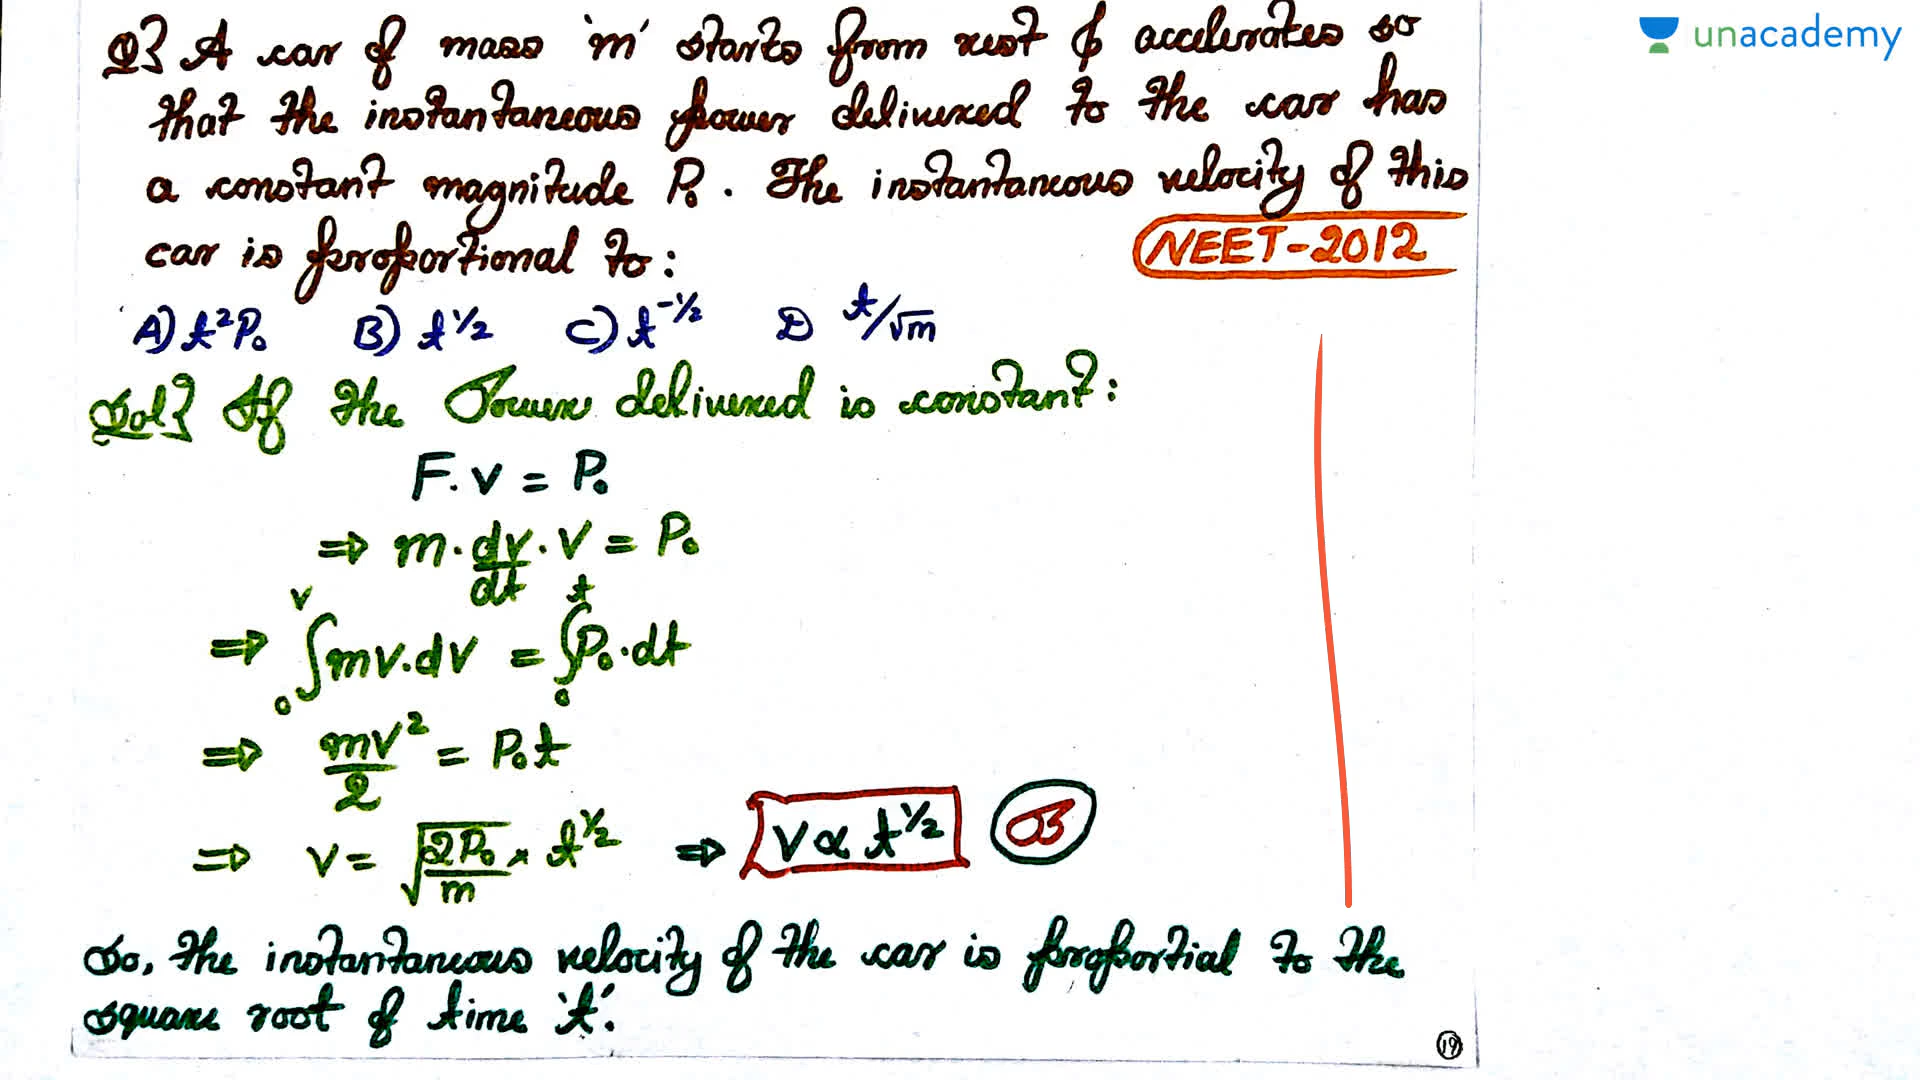 unacademy
Q3} A car of mass 'm' starts from rest & accelerates so
that the instantaneous power delivered to the car has
a constant magnitude P₀. The instantaneous velocity of this
car is proportional to:
NEET-2012
A) t²P₀ B) t^1/2 C) t^-1/2 D t/√m
Sol} If the Power delivered is constant:
F.v = P₀
⇒ m.dv/dt.v = P₀
⇒ ∫₀^v mv.dv = ∫₀^t P₀.dt
⇒ mv²/2 = P₀t
⇒ v = √(2P₀/m) × t^1/2 ⇒ v ∝ t^1/2 B
So, the instantaneous velocity of the car is proportial to the
square root of time 't'.
19